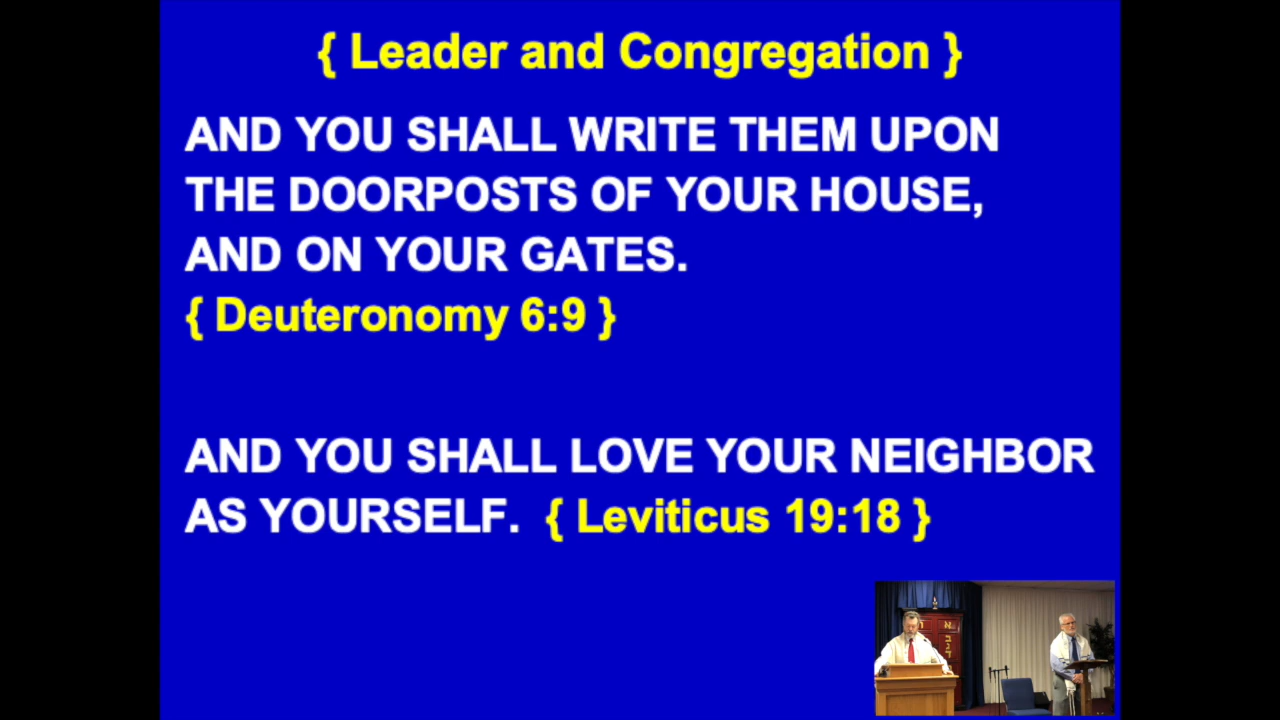 { Leader and Congregation }
AND YOU SHALL WRITE THEM UPON
THE DOORPOSTS OF YOUR HOUSE,
AND ON YOUR GATES.
{ Deuteronomy 6:9 }
AND YOU SHALL LOVE YOUR NEIGHBOR
AS YOURSELF. { Leviticus 19:18 }